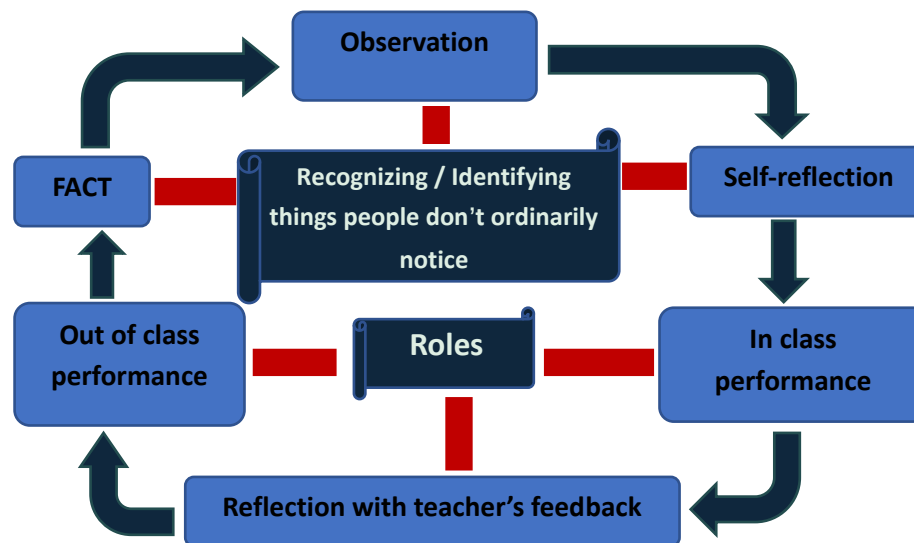 Observation
FACT
Recognizing / Identifying
things people don’t ordinarily
notice
Self-reflection
Out of class
performance
Roles
In class
performance
Reflection with teacher’s feedback